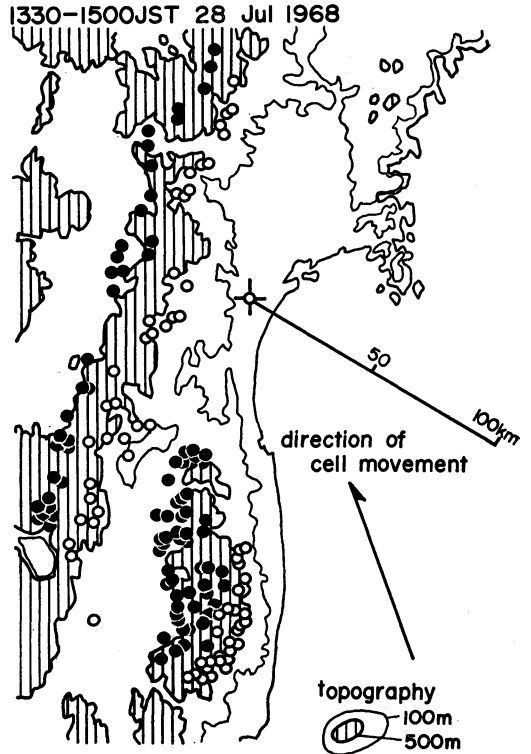 1330-1500JST 28 Jul 1968
50
100km
direction of
cell movement
topography
100m
500m